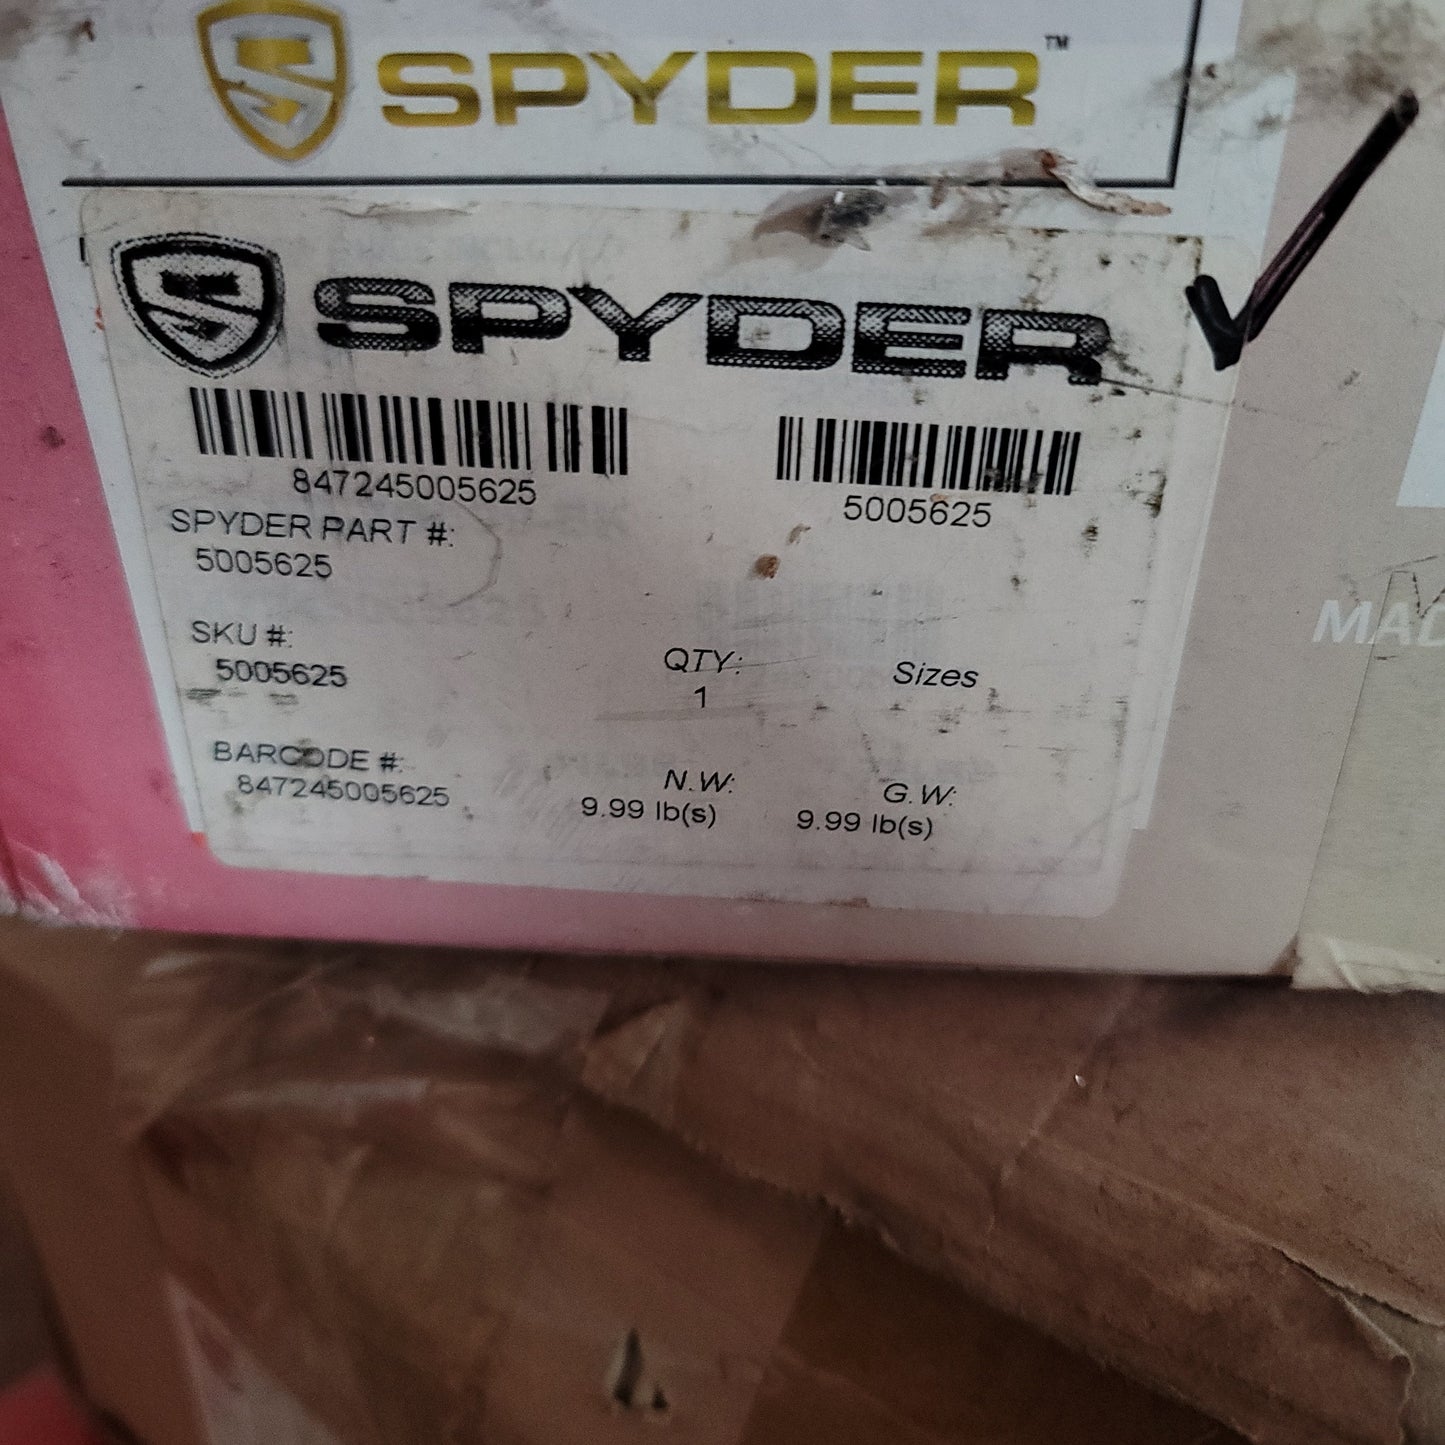 SPYDER™
SPYDER
847245005625
5005625
SPYDER PART #:
5005625
SKU #:
5005625
QTY:
1
Sizes
BARCODE #:
847245005625
N.W:
9.99 lb(s)
G.W:
9.99 lb(s)